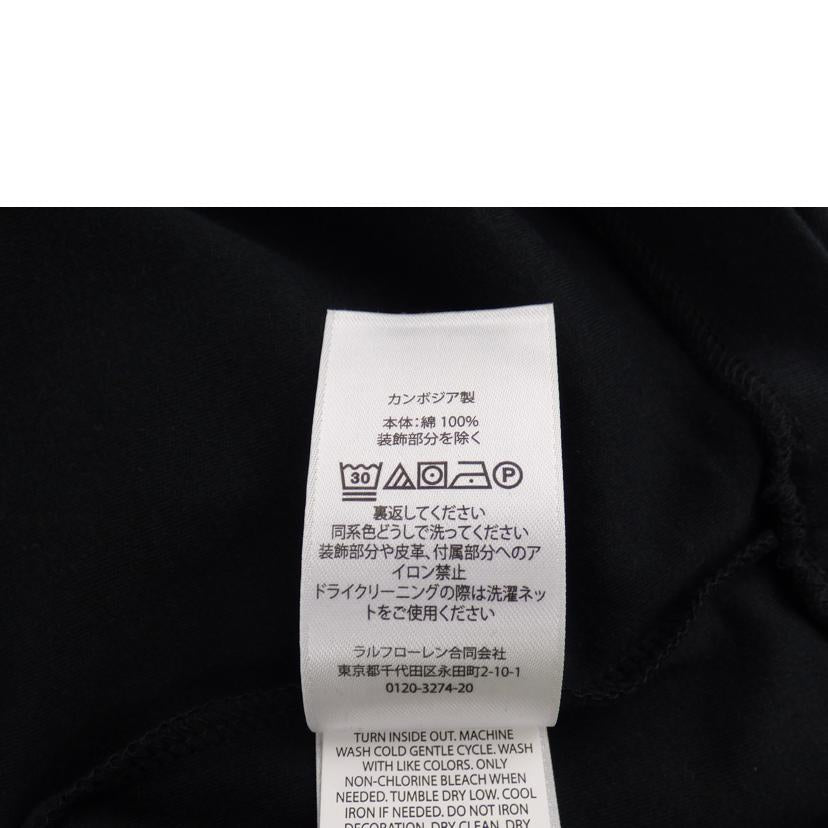 カンボジア製
本体：綿 100%
装飾部分を除く
30 P
裏返してください
同系色どうしで洗ってください
装飾部分や皮革、付属部分へのア
イロン禁止
ドライクリーニングの際は洗濯ネッ
トをご使用ください
ラルフローレン合同会社
東京都千代田区永田町2-10-1
0120-3274-20
TURN INSIDE OUT. MACHINE
WASH COLD GENTLE CYCLE. WASH
WITH LIKE COLORS. ONLY
NON-CHLORINE BLEACH WHEN
NEEDED. TUMBLE DRY LOW. COOL
IRON IF NEEDED. DO NOT IRON
DECORATION. DRY CLEAN. DRY